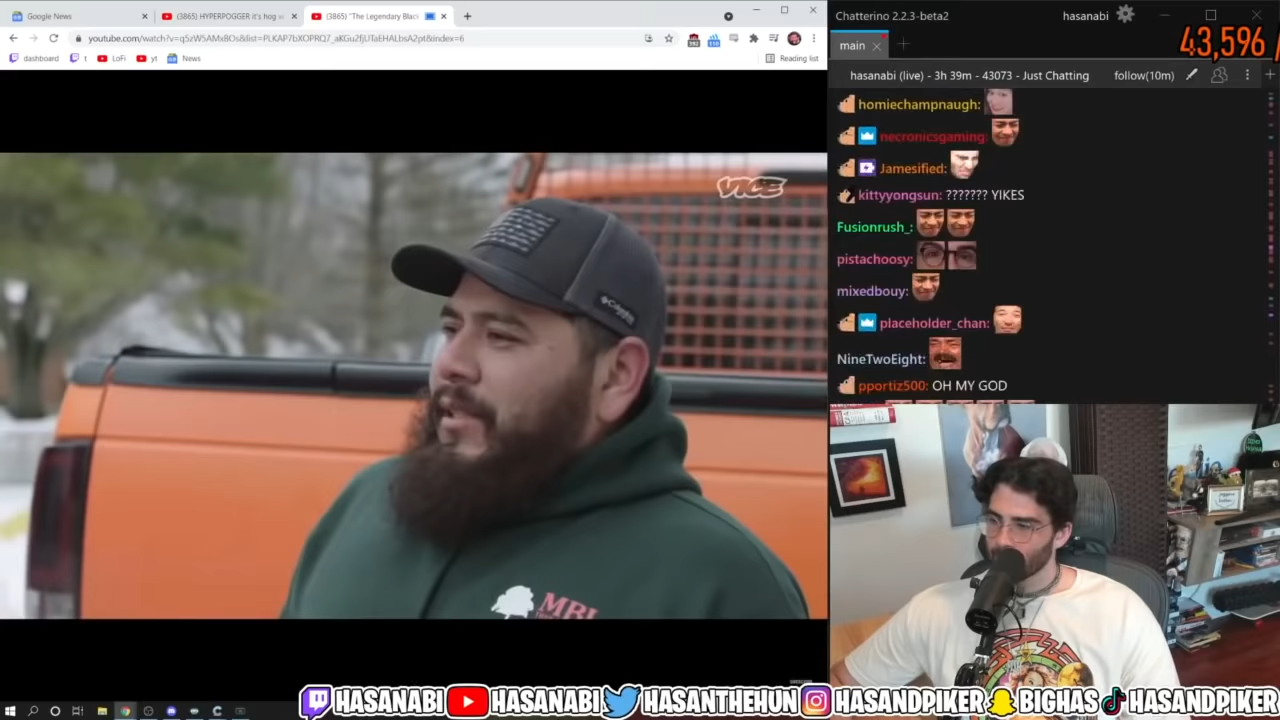 Google News
(3865) HYPERPOGGER it's hog w
(3865) "The Legendary Blac
youtube.com/watch?v=q5zW5AMxBOs&list=PLKAP7bXOPRQ7_aKGu2fjUTaEHALbsA2pt&index=6
dashboard
t
LoFi
yt
News
Reading list
VICE
Columbia
MBI
Chatterino 2.2.3-beta2
hasanabi
43,596 /
main
hasanabi (live) - 3h 39m - 43073 - Just Chatting
follow(10m)
homiechampnaugh:
necronicsgaming:
Jamesified:
kittyyongsun: ??????? YIKES
Fusionrush_:
pistachoosy:
mixedbouy:
placeholder_chan:
NineTwoEight:
pportiz500: OH MY GOD
HASANABI HASANABI HASANTHEHUN HASANDPIKER BIGHAS HASANDPIKER